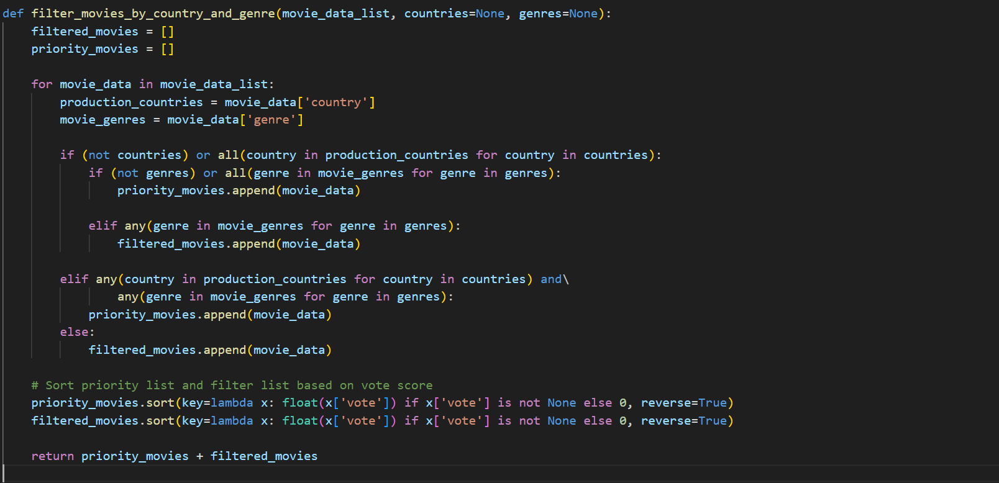 def filter_movies_by_country_and_genre(movie_data_list, countries=None, genres=None):
    filtered_movies = []
    priority_movies = []

    for movie_data in movie_data_list:
        production_countries = movie_data['country']
        movie_genres = movie_data['genre']

        if (not countries) or all(country in production_countries for country in countries):
            if (not genres) or all(genre in movie_genres for genre in genres):
                priority_movies.append(movie_data)

            elif any(genre in movie_genres for genre in genres):
                filtered_movies.append(movie_data)

        elif any(country in production_countries for country in countries) and\
                any(genre in movie_genres for genre in genres):
            priority_movies.append(movie_data)
        else:
            filtered_movies.append(movie_data)

    # Sort priority list and filter list based on vote score
    priority_movies.sort(key=lambda x: float(x['vote']) if x['vote'] is not None else 0, reverse=True)
    filtered_movies.sort(key=lambda x: float(x['vote']) if x['vote'] is not None else 0, reverse=True)

    return priority_movies + filtered_movies